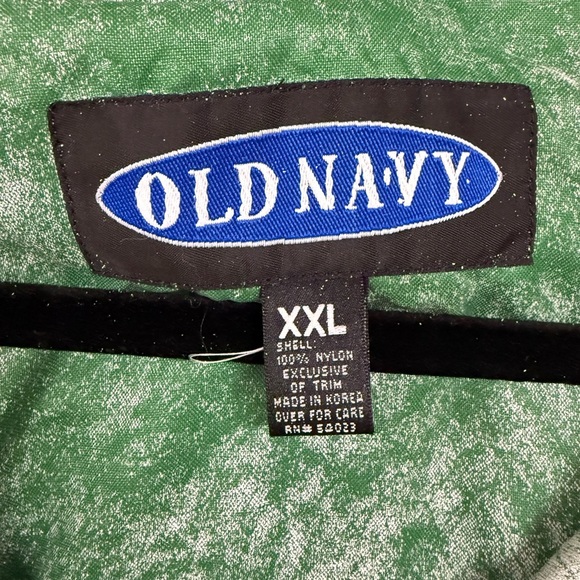 OLD NAVY
XXL
SHELL:
100% NYLON
EXCLUSIVE
OF TRIM
MADE IN KOREA
OVER FOR CARE
RN# 54023